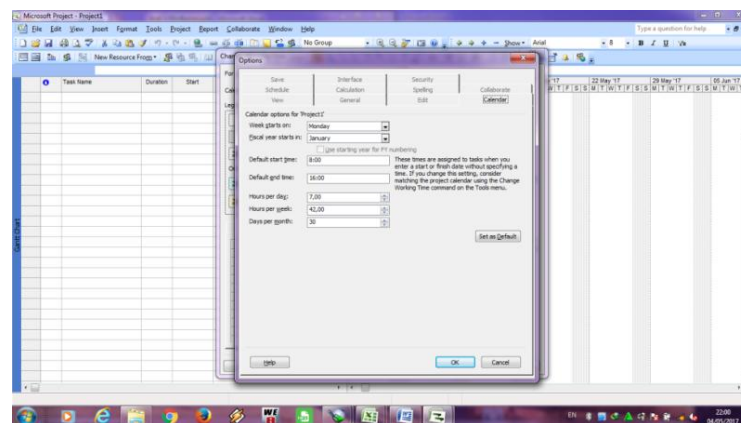 Microsoft Project - Project1
File Edit View Insert Format Tools Project Report Collaborate Window Help
Type a question for help
No Group Show Arial 8 B I U
New Resource From
Task Name Duration Start
'17 22 May '17 29 May '17 05 Jun '17
W T F S S M T W T F S S M T W T F S S M T W T
Options
Save Interface Security
Schedule Calculation Spelling Collaborate
View General Edit Calendar
Calendar options for 'Project1'
Week starts on: Monday
Fiscal year starts in: January
Use starting year for FY numbering
Default start time: 8:00
These times are assigned to tasks when you
enter a start or finish date without specifying a
time. If you change this setting, consider
matching the project calendar using the Change
Working Time command on the Tools menu.
Default end time: 16:00
Hours per day: 7,00
Hours per week: 42,00
Days per month: 30
Set as Default
Help OK Cancel
Gantt Chart
EN 22:00
04/05/2017